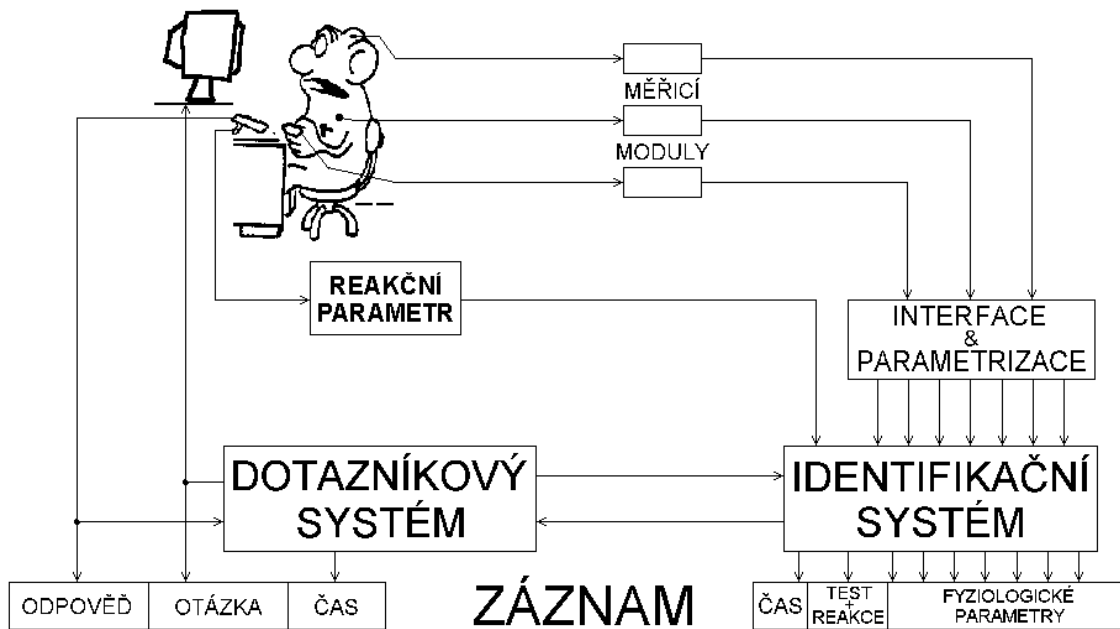 MĚŘICÍ
MODULY
REAKČNÍ
PARAMETR
INTERFACE
&
PARAMETRIZACE
DOTAZNÍKOVÝ
SYSTÉM
IDENTIFIKAČNÍ
SYSTÉM
ODPOVĚĎ
OTÁZKA
ČAS
ZÁZNAM
ČAS
TEST
+
REAKCE
FYZIOLOGICKÉ
PARAMETRY